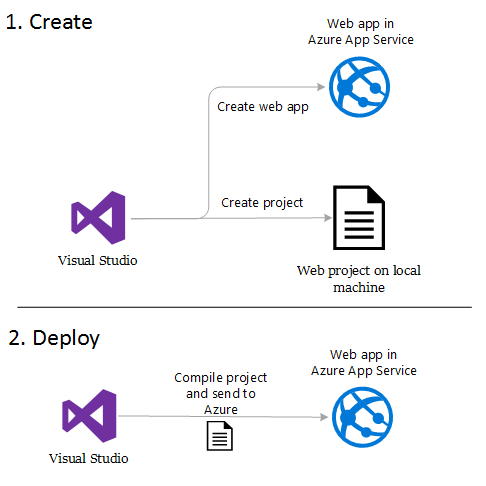 1. Create
Web app in
Azure App Service
Create web app
Create project
Visual Studio
Web project on local
machine
2. Deploy
Web app in
Azure App Service
Compile project
and send to
Azure
Visual Studio